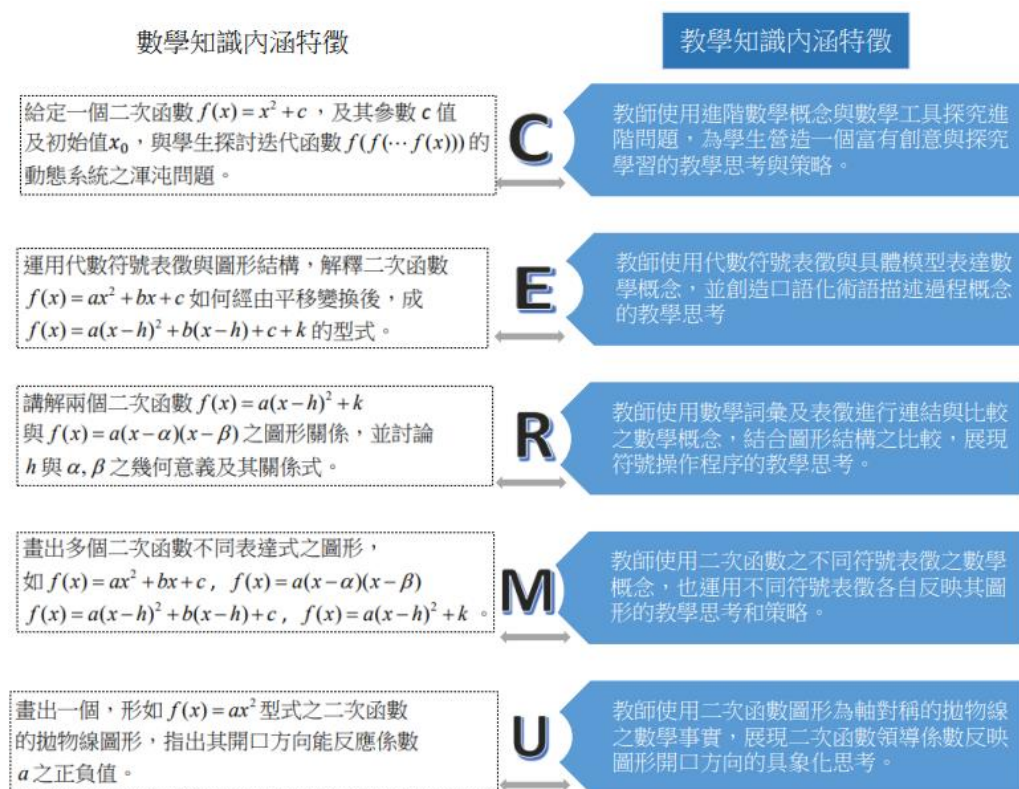 數學知識內涵特徵
教學知識內涵特徵
給定一個二次函數 f(x) = x² + c，及其參數 c 值
及初始值x₀，與學生探討迭代函數 f(f(⋯f(x))) 的
動態系統之渾沌問題。
C
教師使用進階數學概念與數學工具探究進
階問題，為學生營造一個富有創意與探究
學習的教學思考與策略。
運用代數符號表徵與圖形結構，解釋二次函數
f(x) = ax² + bx + c 如何經由平移變換後，成
f(x) = a(x−h)² + b(x−h) + c + k 的型式。
E
教師使用代數符號表徵與具體模型表達數
學概念，並創造口語化術語描述過程概念
的教學思考
講解兩個二次函數 f(x) = a(x−h)² + k
與 f(x) = a(x−α)(x−β) 之圖形關係，並討論
h 與 α, β 之幾何意義及其關係式。
R
教師使用數學詞彙及表徵進行連結與比較
之數學概念，結合圖形結構之比較，展現
符號操作程序的教學思考。
畫出多個二次函數不同表達式之圖形，
如 f(x) = ax² + bx + c , f(x) = a(x−α)(x−β)
f(x) = a(x−h)² + b(x−h) + c , f(x) = a(x−h)² + k 。
M
教師使用二次函數之不同符號表徵之數學
概念，也運用不同符號表徵各自反映其圖
形的教學思考和策略。
畫出一個，形如 f(x) = ax² 型式之二次函數
的拋物線圖形，指出其開口方向能反應係數
a 之正負值。
U
教師使用二次函數圖形為軸對稱的拋物線
之數學事實，展現二次函數領導係數反映
圖形開口方向的具象化思考。